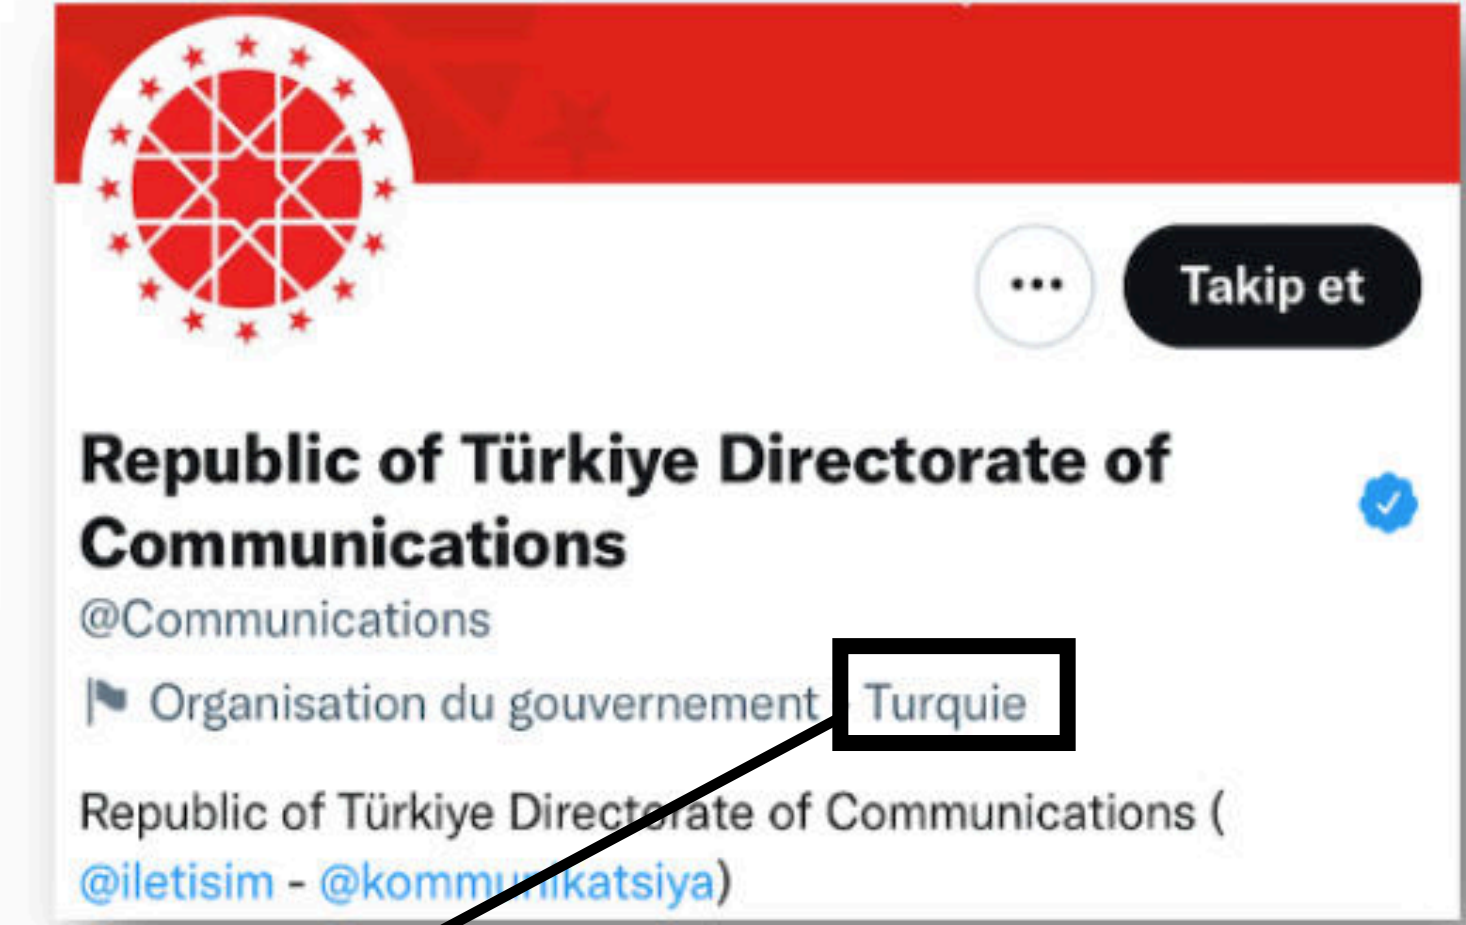 Takip et
Republic of Türkiye Directorate of
Communications
@Communications
Organisation du gouvernement Turquie
Republic of Türkiye Directorate of Communications (
@iletisim - @kommunikatsiya)